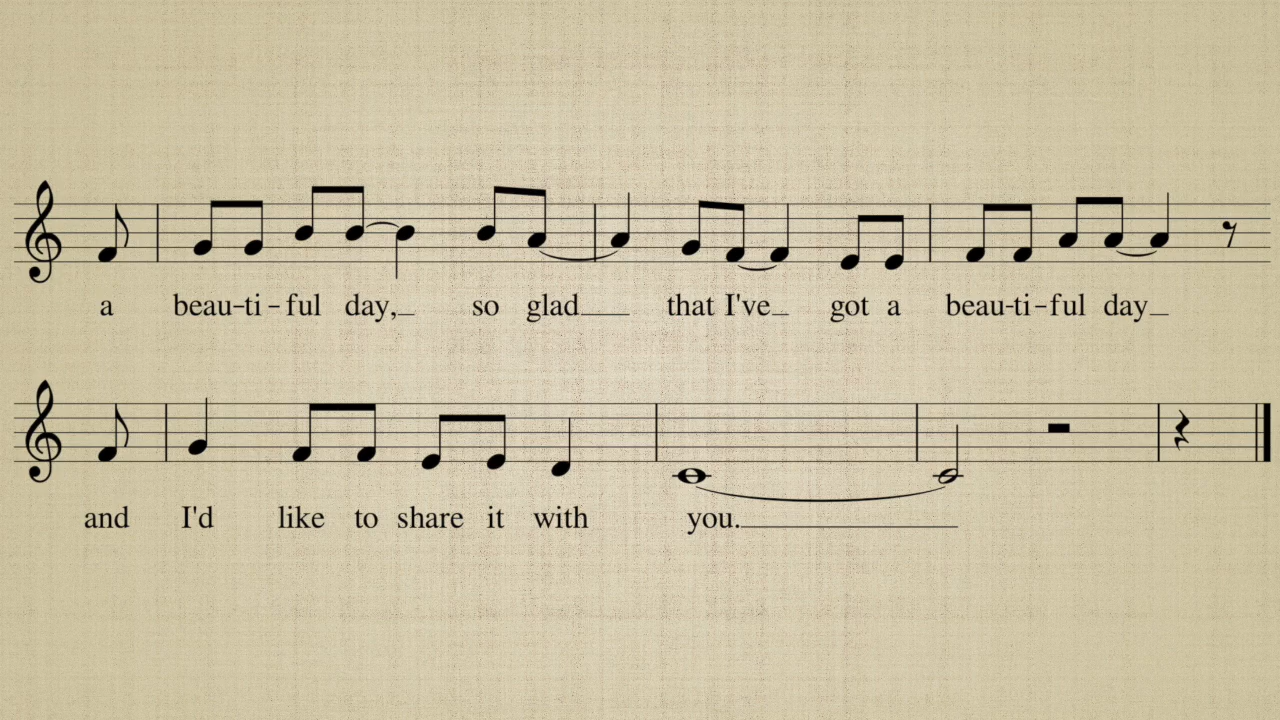 a beau-ti-ful day, so glad that I've got a beau-ti-ful day
and I'd like to share it with you.